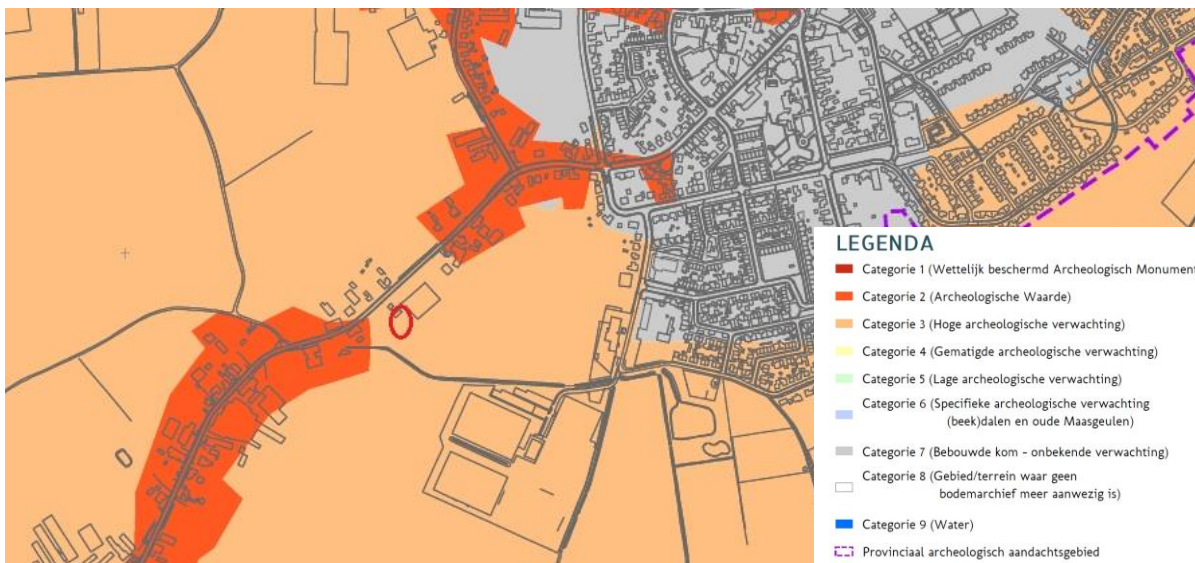 LEGENDA
Categorie 1 (Wettelijk beschermd Archeologisch Monument
Categorie 2 (Archeologische Waarde)
Categorie 3 (Hoge archeologische verwachting)
Categorie 4 (Gematigde archeologische verwachting)
Categorie 5 (Lage archeologische verwachting)
Categorie 6 (Specifieke archeologische verwachting
(beek)dalen en oude Maasgeulen)
Categorie 7 (Bebouwde kom - onbekende verwachting)
Categorie 8 (Gebied/terrein waar geen
bodemarchief meer aanwezig is)
Categorie 9 (Water)
Provinciaal archeologisch aandachtsgebied